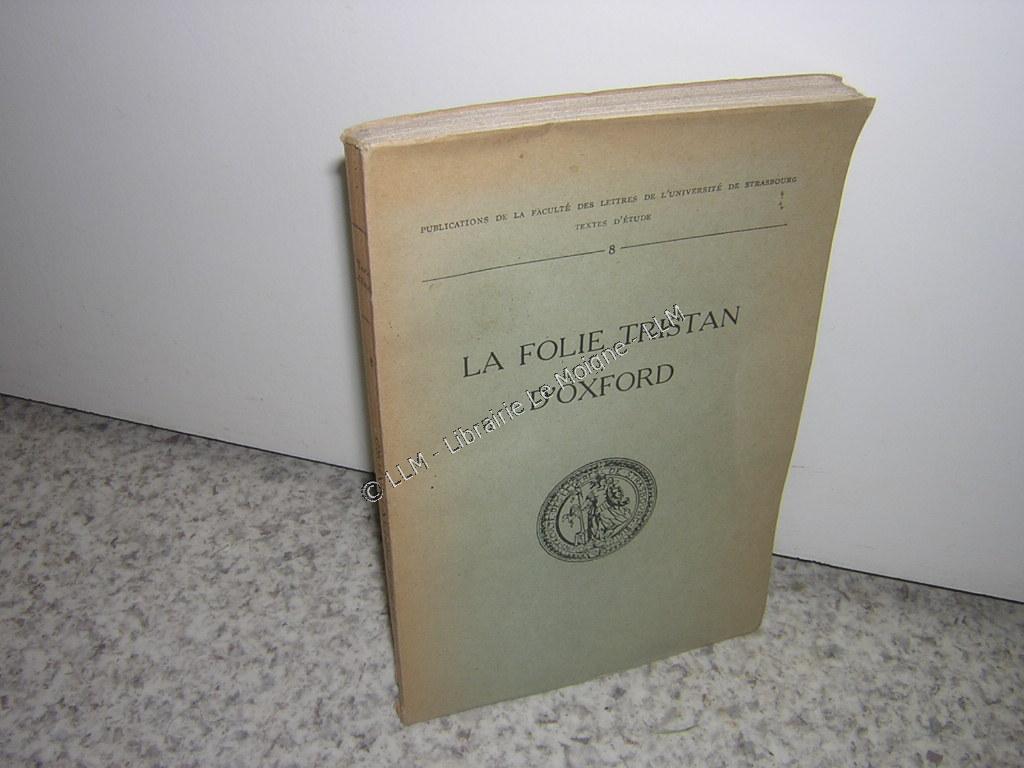 PUBLICATIONS DE LA FACULTÉ DES LETTRES DE L'UNIVERSITÉ DE STRASBOURG
TEXTES D'ÉTUDE
8
LA FOLIE TRISTAN
D'OXFORD
© LLM - Librairie Le Moigne - LLM